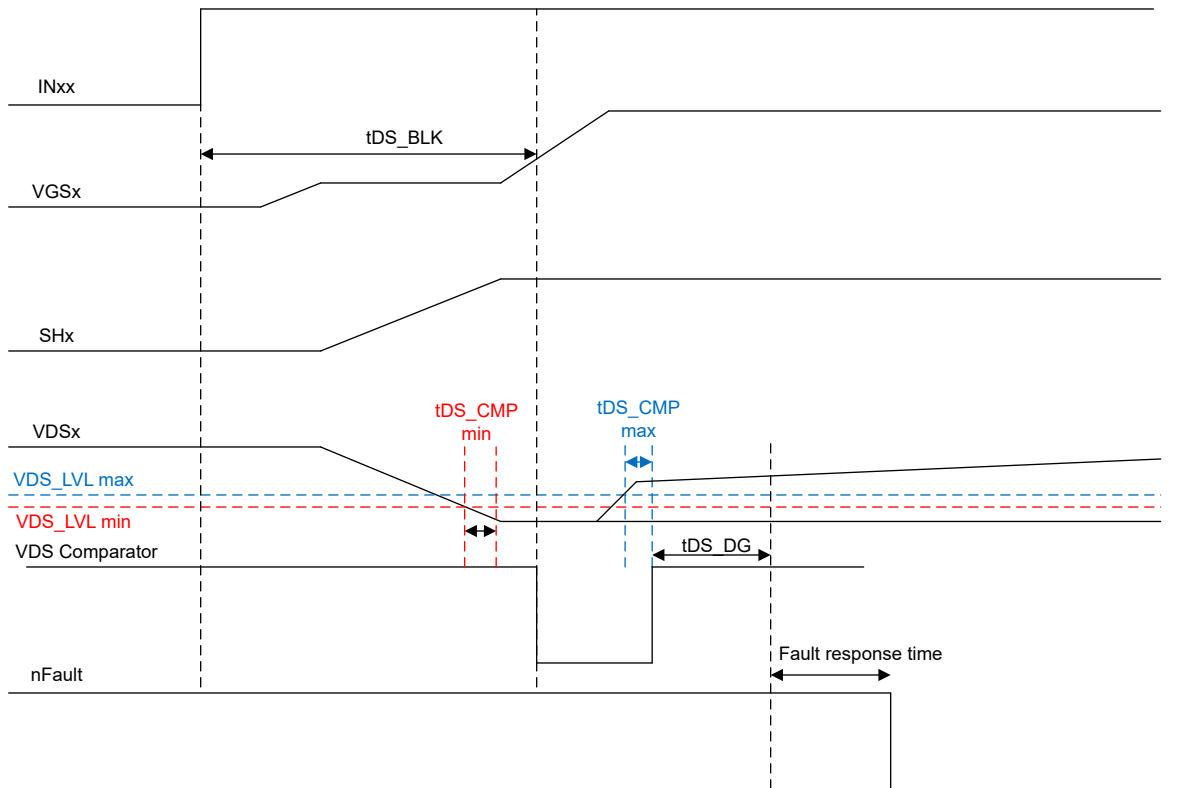 INxx
tDS_BLK
VGSx
SHx
tDS_CMP
min
tDS_CMP
max
VDSx
VDS_LVL max
VDS_LVL min
VDS Comparator
tDS_DG
Fault response time
nFault